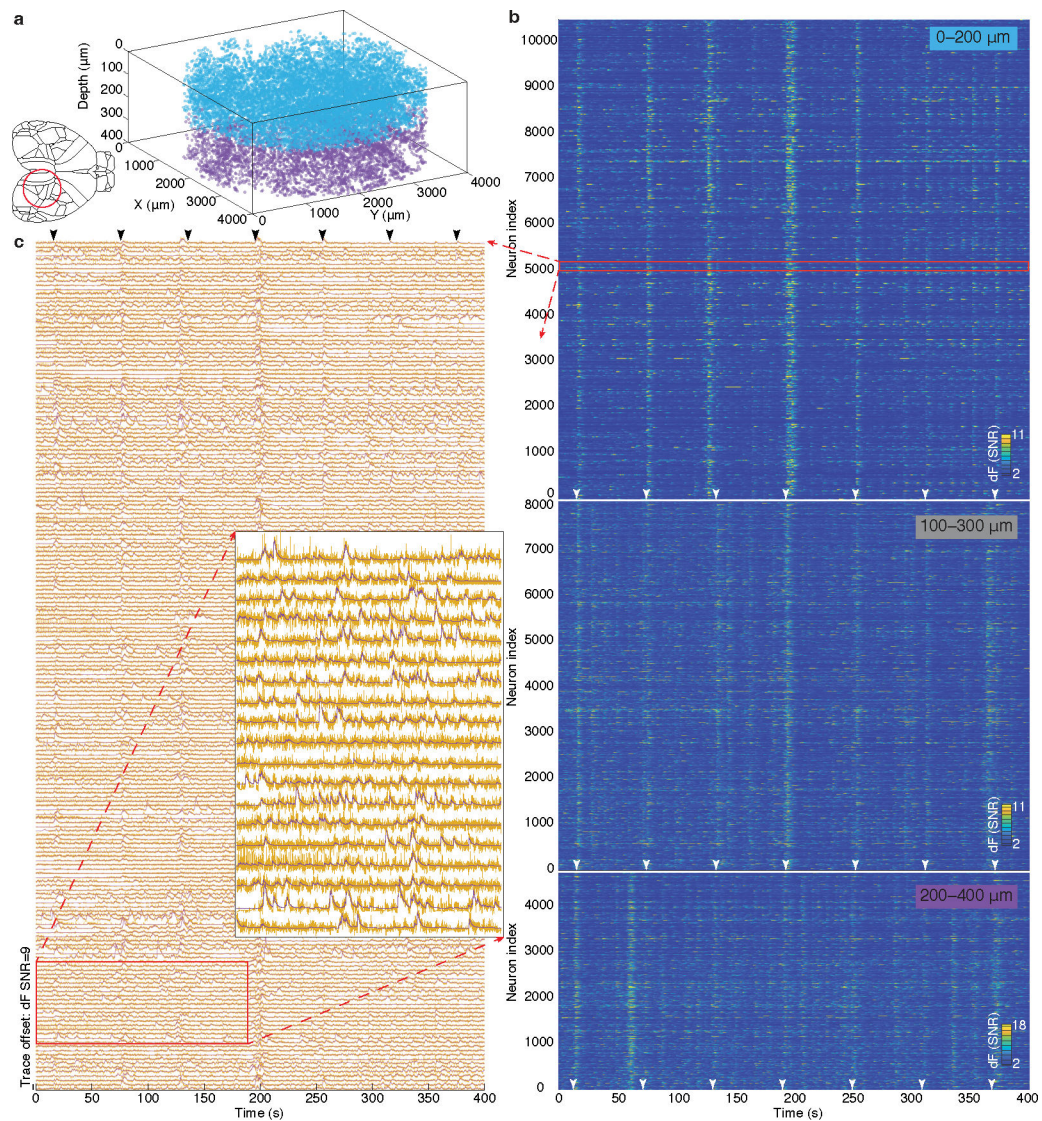 a
Depth (µm)
0
100
200
300
400
0
1000
2000
3000
4000
X (µm)
0
1000
2000
3000
4000
Y (µm)
b
0–200 µm
10000
9000
8000
7000
6000
5000
4000
3000
2000
1000
0
Neuron index
dF (SNR)
11
2
8000
7000
6000
5000
4000
3000
2000
1000
0
Neuron index
100–300 µm
dF (SNR)
11
2
4000
3000
2000
1000
0
Neuron index
200–400 µm
dF (SNR)
18
2
0 50 100 150 200 250 300 350 400
Time (s)
c
Trace offset: dF SNR=9
0 50 100 150 200 250 300 350 400
Time (s)